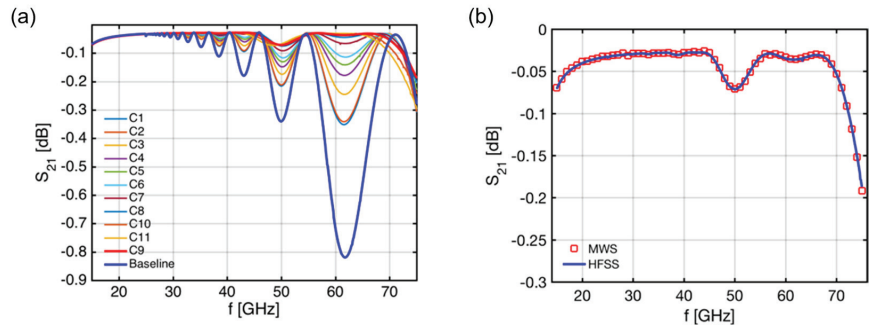 (a)
-0.1
-0.2
-0.3
-0.4
-0.5
-0.6
-0.7
-0.8
-0.9
S21 [dB]
C1
C2
C3
C4
C5
C6
C7
C8
C10
C11
C9
Baseline
20 30 40 50 60 70
f [GHz]
(b)
0
-0.05
-0.1
-0.15
-0.2
-0.25
-0.3
S21 [dB]
MWS
HFSS
20 30 40 50 60 70
f [GHz]